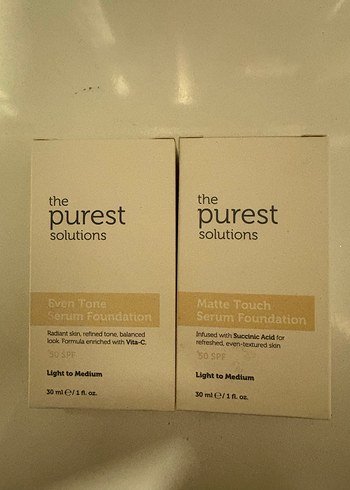 the
purest
solutions
Even Tone
Serum Foundation
Radiant skin, refined tone, balanced
look. Formula enriched with Vita-C.
50 SPF
Light to Medium
30 ml ℮/ 1 fl. oz.
the
purest
solutions
Matte Touch
Serum Foundation
Infused with Succinic Acid for
refreshed, even-textured skin
50 SPF
Light to Medium
30 ml ℮/ 1 fl. oz.